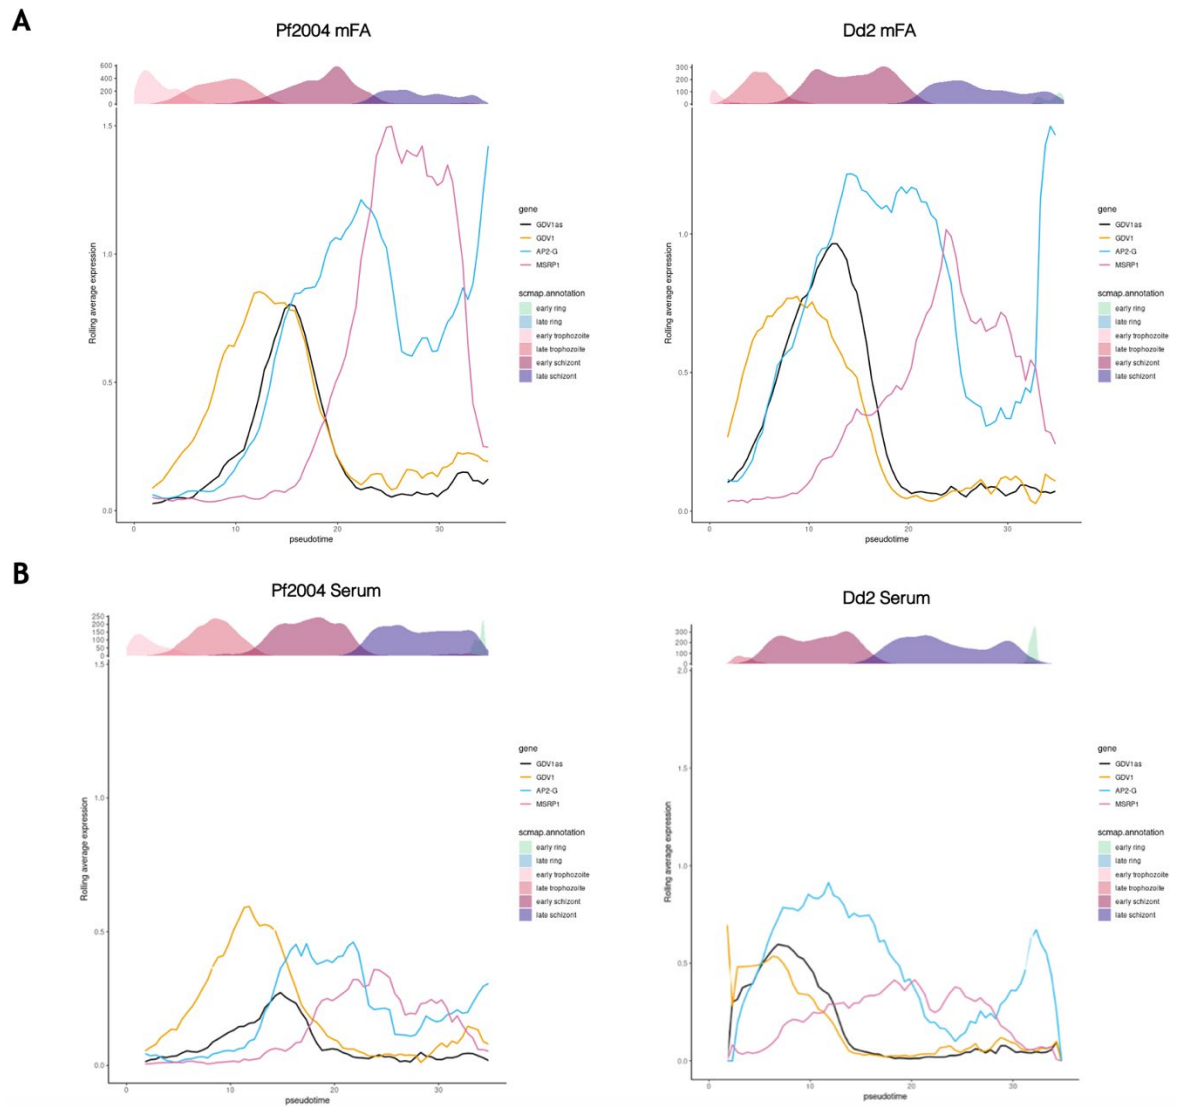 A
Pf2004 mFA
600
400
200
0
1.5
1.0
0.5
0.0
Rolling average expression
0 10 20 30
pseudotime
gene
GDV1as
GDV1
AP2-G
MSRP1
scmap.annotation
early ring
late ring
early trophozoite
late trophozoite
early schizont
late schizont
Dd2 mFA
300
200
100
0
1.0
0.5
0.0
Rolling average expression
0 10 20 30
pseudotime
gene
GDV1as
GDV1
AP2-G
MSRP1
scmap.annotation
early ring
late ring
early trophozoite
late trophozoite
early schizont
late schizont
B
Pf2004 Serum
250
200
150
100
50
0
1.5
1.0
0.5
0.0
Rolling average expression
0 10 20 30
pseudotime
gene
GDV1as
GDV1
AP2-G
MSRP1
scmap.annotation
early ring
late ring
early trophozoite
late trophozoite
early schizont
late schizont
Dd2 Serum
300
200
100
0
2.0
1.5
1.0
0.5
0.0
Rolling average expression
0 10 20 30
pseudotime
gene
GDV1as
GDV1
AP2-G
MSRP1
scmap.annotation
early ring
late ring
early trophozoite
late trophozoite
early schizont
late schizont